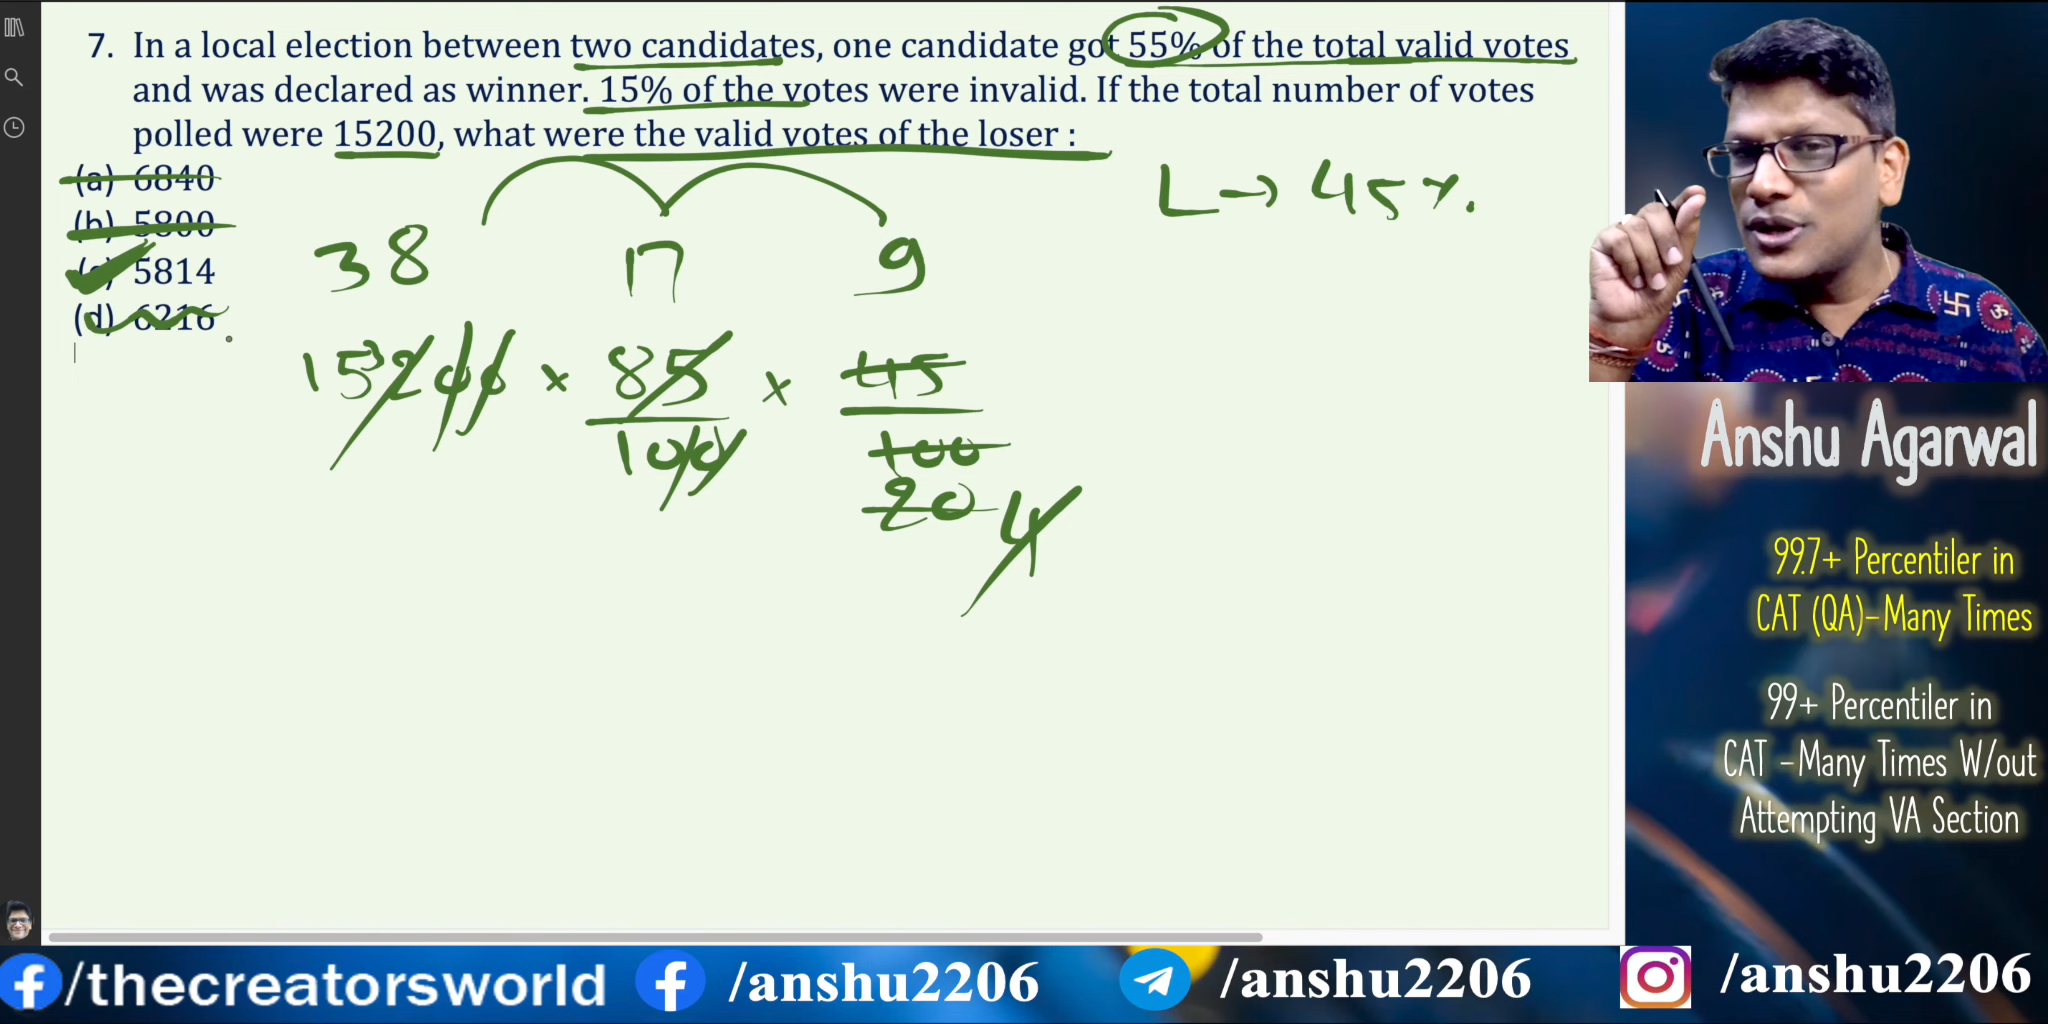 7. In a local election between two candidates, one candidate got 55% of the total valid votes
and was declared as winner. 15% of the votes were invalid. If the total number of votes
polled were 15200, what were the valid votes of the loser :
(a) 6840
(b) 5800
(c) 5814
(d) 6216
L → 45%.
38 17 9
15200 × 85 × 45
100 100
20 4
Anshu Agarwal
99.7+ Percentiler in
CAT (QA)-Many Times
99+ Percentiler in
CAT -Many Times W/out
Attempting VA Section
/thecreatorsworld /anshu2206 /anshu2206 /anshu2206